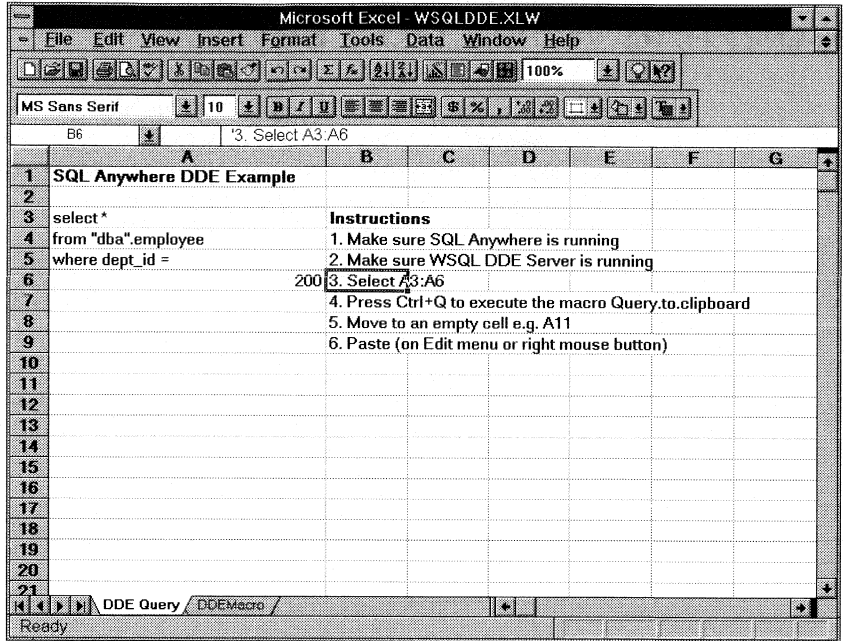 Microsoft Excel - WSQLDDE.XLW
File Edit View Insert Format Tools Data Window Help
100%
MS Sans Serif 10 B I U $ % ,
B6 '3. Select A3:A6
A B C D E F G
1 SQL Anywhere DDE Example
2
3 select * Instructions
4 from "dba".employee 1. Make sure SQL Anywhere is running
5 where dept_id = 2. Make sure WSQL DDE Server is running
6 200 3. Select A3:A6
7 4. Press Ctrl+Q to execute the macro Query.to.clipboard
8 5. Move to an empty cell e.g. A11
9 6. Paste (on Edit menu or right mouse button)
10
11
12
13
14
15
16
17
18
19
20
21
DDE Query DDEMacro
Ready